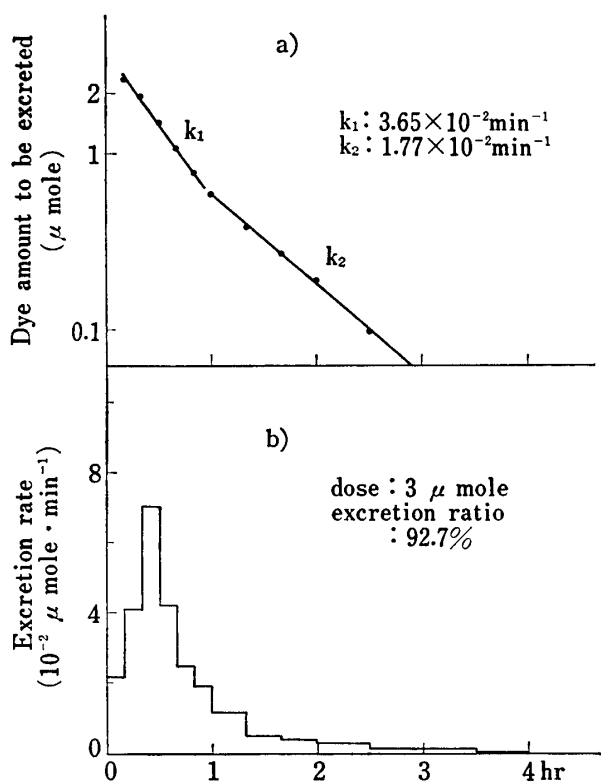 a)
2
1
0.1
Dye amount to be excreted
(μ mole)
k₁
k₂
k₁ : 3.65×10⁻²min⁻¹
k₂ : 1.77×10⁻²min⁻¹
b)
8
4
0
Excretion rate
(10⁻² μ mole・min⁻¹)
dose : 3 μ mole
excretion ratio
: 92.7%
0 1 2 3 4 hr